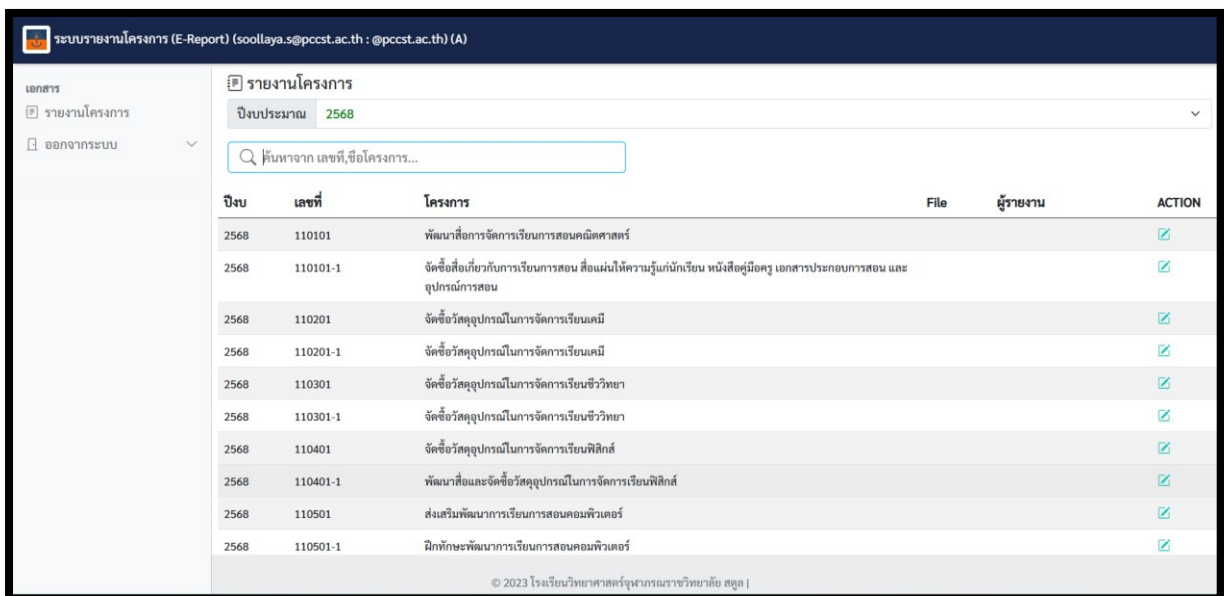 ระบบรายงานโครงการ (E-Report) (soollaya.s@pccst.ac.th : @pccst.ac.th) (A)
เอกสาร
รายงานโครงการ
ออกจากระบบ
รายงานโครงการ
ปีงบประมาณ 2568
ค้นหาจาก เลขที่,ชื่อโครงการ...
ปีงบ เลขที่ โครงการ File ผู้รายงาน ACTION
2568 110101 พัฒนาสื่อการจัดการเรียนการสอนคณิตศาสตร์
2568 110101-1 จัดซื้อสื่อเกี่ยวกับการเรียนการสอน สื่อแผ่นให้ความรู้แก่นักเรียน หนังสือคู่มือครู เอกสารประกอบการสอน และ
อุปกรณ์การสอน
2568 110201 จัดซื้อวัสดุอุปกรณ์ในการจัดการเรียนเคมี
2568 110201-1 จัดซื้อวัสดุอุปกรณ์ในการจัดการเรียนเคมี
2568 110301 จัดซื้อวัสดุอุปกรณ์ในการจัดการเรียนชีววิทยา
2568 110301-1 จัดซื้อวัสดุอุปกรณ์ในการจัดการเรียนชีววิทยา
2568 110401 จัดซื้อวัสดุอุปกรณ์ในการจัดการเรียนฟิสิกส์
2568 110401-1 พัฒนาสื่อและจัดซื้อวัสดุอุปกรณ์ในการจัดการเรียนฟิสิกส์
2568 110501 ส่งเสริมพัฒนาการเรียนการสอนคอมพิวเตอร์
2568 110501-1 ฝึกทักษะพัฒนาการเรียนการสอนคอมพิวเตอร์
© 2023 โรงเรียนวิทยาศาสตร์จุฬาภรณราชวิทยาลัย สตูล |